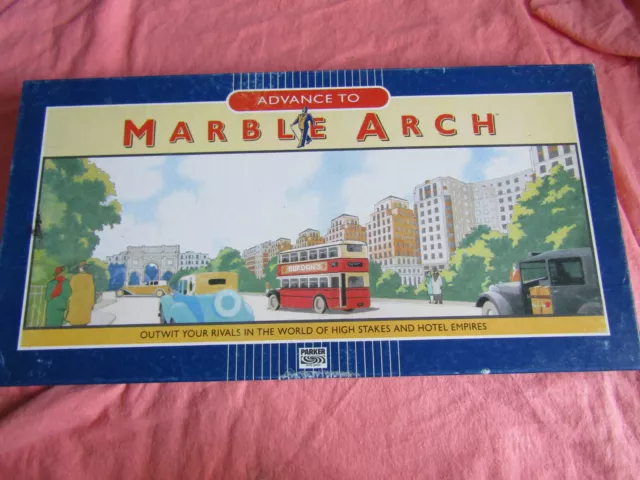 ADVANCE TO
MARBLE ARCH
OUTWIT YOUR RIVALS IN THE WORLD OF HIGH STAKES AND HOTEL EMPIRES
PARKER